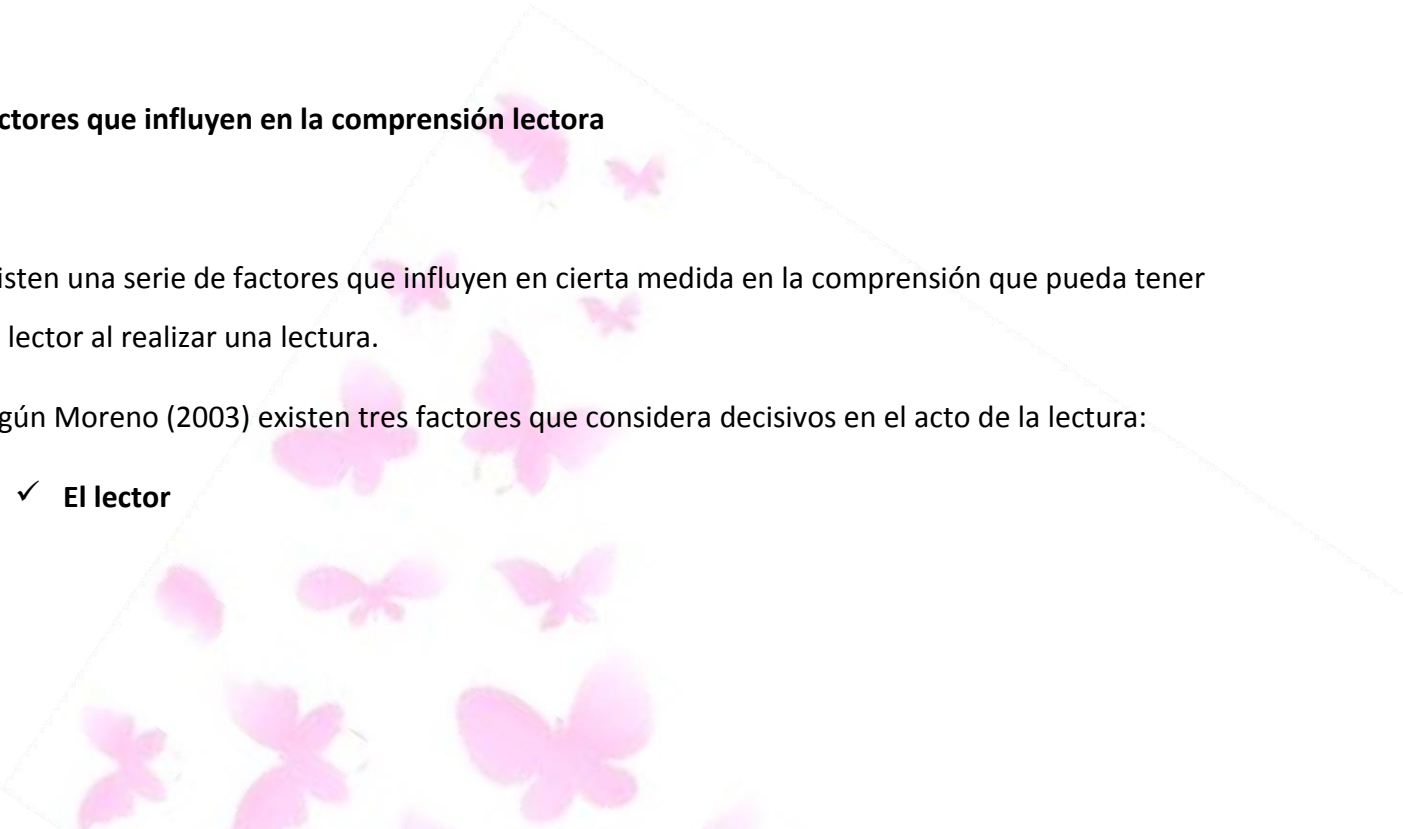 ctores que influyen en la comprensión lectora
isten una serie de factores que influyen en cierta medida en la comprensión que pueda tener
lector al realizar una lectura.
gún Moreno (2003) existen tres factores que considera decisivos en el acto de la lectura:
✓ El lector